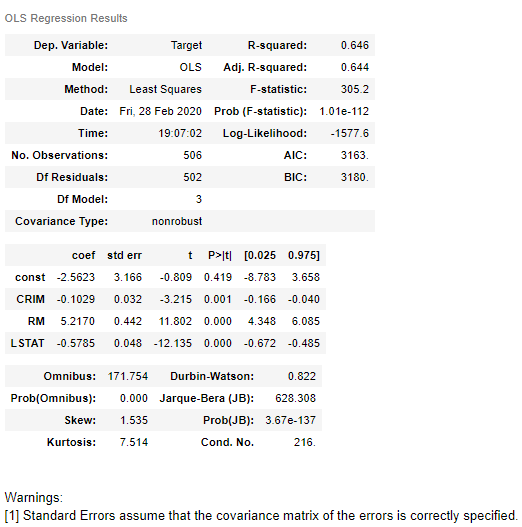 OLS Regression Results
Dep. Variable: Target R-squared: 0.646
Model: OLS Adj. R-squared: 0.644
Method: Least Squares F-statistic: 305.2
Date: Fri, 28 Feb 2020 Prob (F-statistic): 1.01e-112
Time: 19:07:02 Log-Likelihood: -1577.6
No. Observations: 506 AIC: 3163.
Df Residuals: 502 BIC: 3180.
Df Model: 3
Covariance Type: nonrobust
coef std err t P>|t| [0.025 0.975]
const -2.5623 3.166 -0.809 0.419 -8.783 3.658
CRIM -0.1029 0.032 -3.215 0.001 -0.166 -0.040
RM 5.2170 0.442 11.802 0.000 4.348 6.085
LSTAT -0.5785 0.048 -12.135 0.000 -0.672 -0.485
Omnibus: 171.754 Durbin-Watson: 0.822
Prob(Omnibus): 0.000 Jarque-Bera (JB): 628.308
Skew: 1.535 Prob(JB): 3.67e-137
Kurtosis: 7.514 Cond. No. 216.
Warnings:
[1] Standard Errors assume that the covariance matrix of the errors is correctly specified.